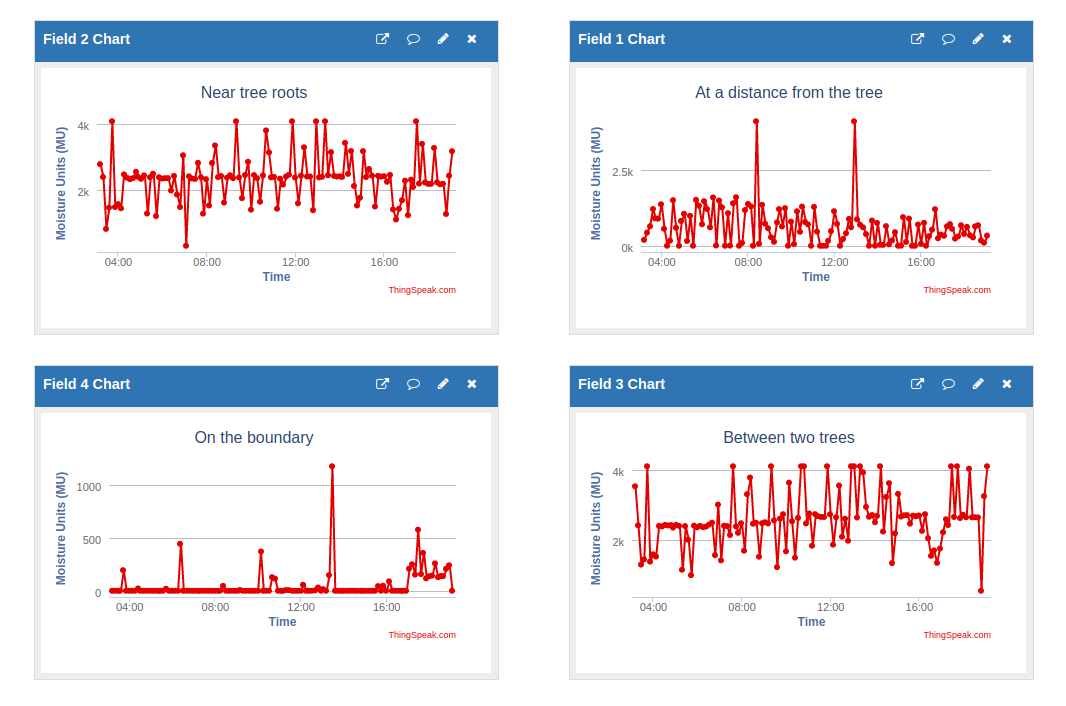 Field 2 Chart
Near tree roots
Moisture Units (MU)
4k
2k
04:00 08:00 12:00 16:00
Time
ThingSpeak.com
Field 1 Chart
At a distance from the tree
Moisture Units (MU)
2.5k
0k
04:00 08:00 12:00 16:00
Time
ThingSpeak.com
Field 4 Chart
On the boundary
Moisture Units (MU)
1000
500
0
04:00 08:00 12:00 16:00
Time
ThingSpeak.com
Field 3 Chart
Between two trees
Moisture Units (MU)
4k
2k
04:00 08:00 12:00 16:00
Time
ThingSpeak.com